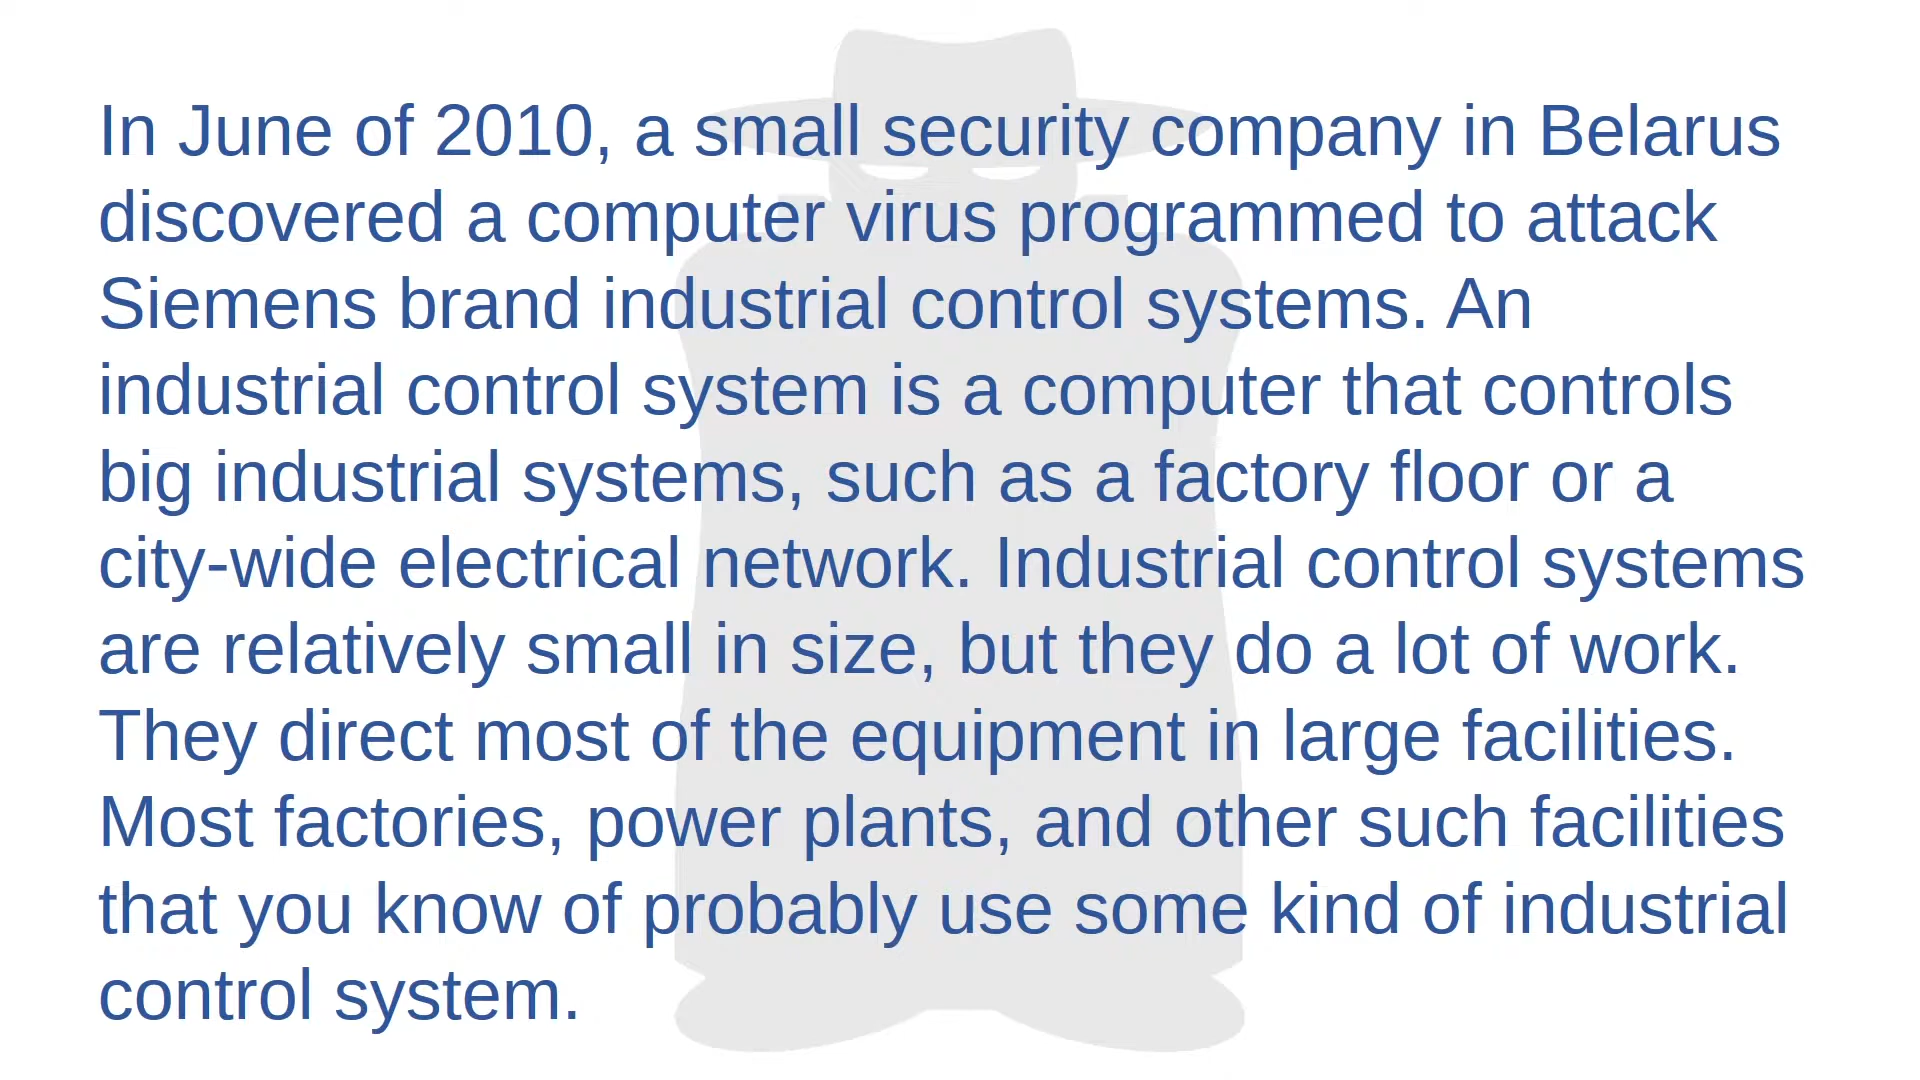 In June of 2010, a small security company in Belarus
discovered a computer virus programmed to attack
Siemens brand industrial control systems. An
industrial control system is a computer that controls
big industrial systems, such as a factory floor or a
city-wide electrical network. Industrial control systems
are relatively small in size, but they do a lot of work.
They direct most of the equipment in large facilities.
Most factories, power plants, and other such facilities
that you know of probably use some kind of industrial
control system.